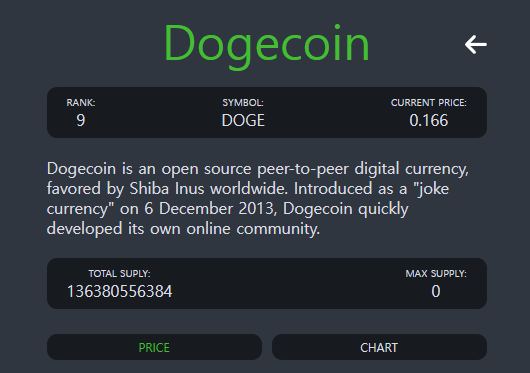 Dogecoin
RANK: SYMBOL: CURRENT PRICE:
9 DOGE 0.166
Dogecoin is an open source peer-to-peer digital currency,
favored by Shiba Inus worldwide. Introduced as a "joke
currency" on 6 December 2013, Dogecoin quickly
developed its own online community.
TOTAL SUPLY: MAX SUPPLY:
136380556384 0
PRICE CHART